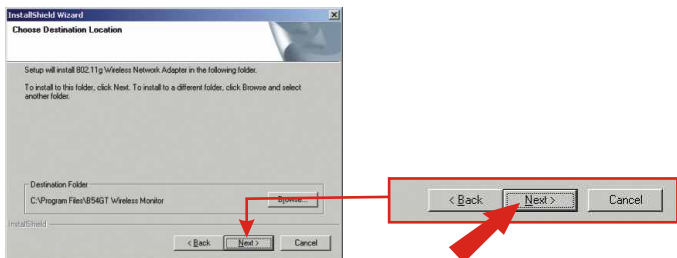 InstallShield Wizard
Choose Destination Location
Setup will install 802.11g Wireless Network Adapter in the following folder.
To install to this folder, click Next. To install to a different folder, click Browse and select
another folder.
Destination Folder
C:\Program Files\B54GT Wireless Monitor
Browse...
InstallShield
< Back
Next >
Cancel
< Back
Next >
Cancel